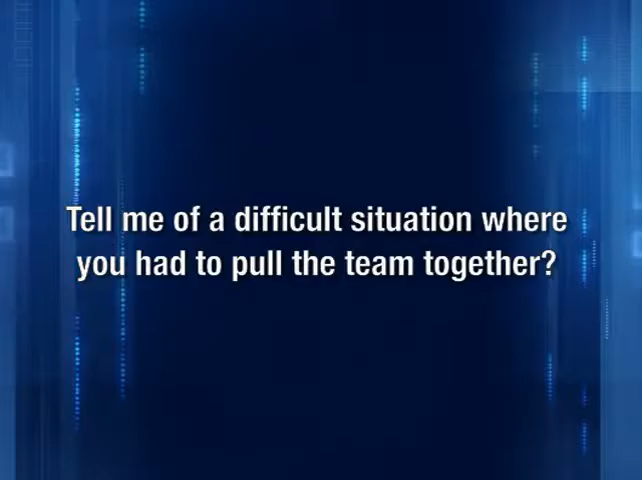 Tell me of a difficult situation where
you had to pull the team together?